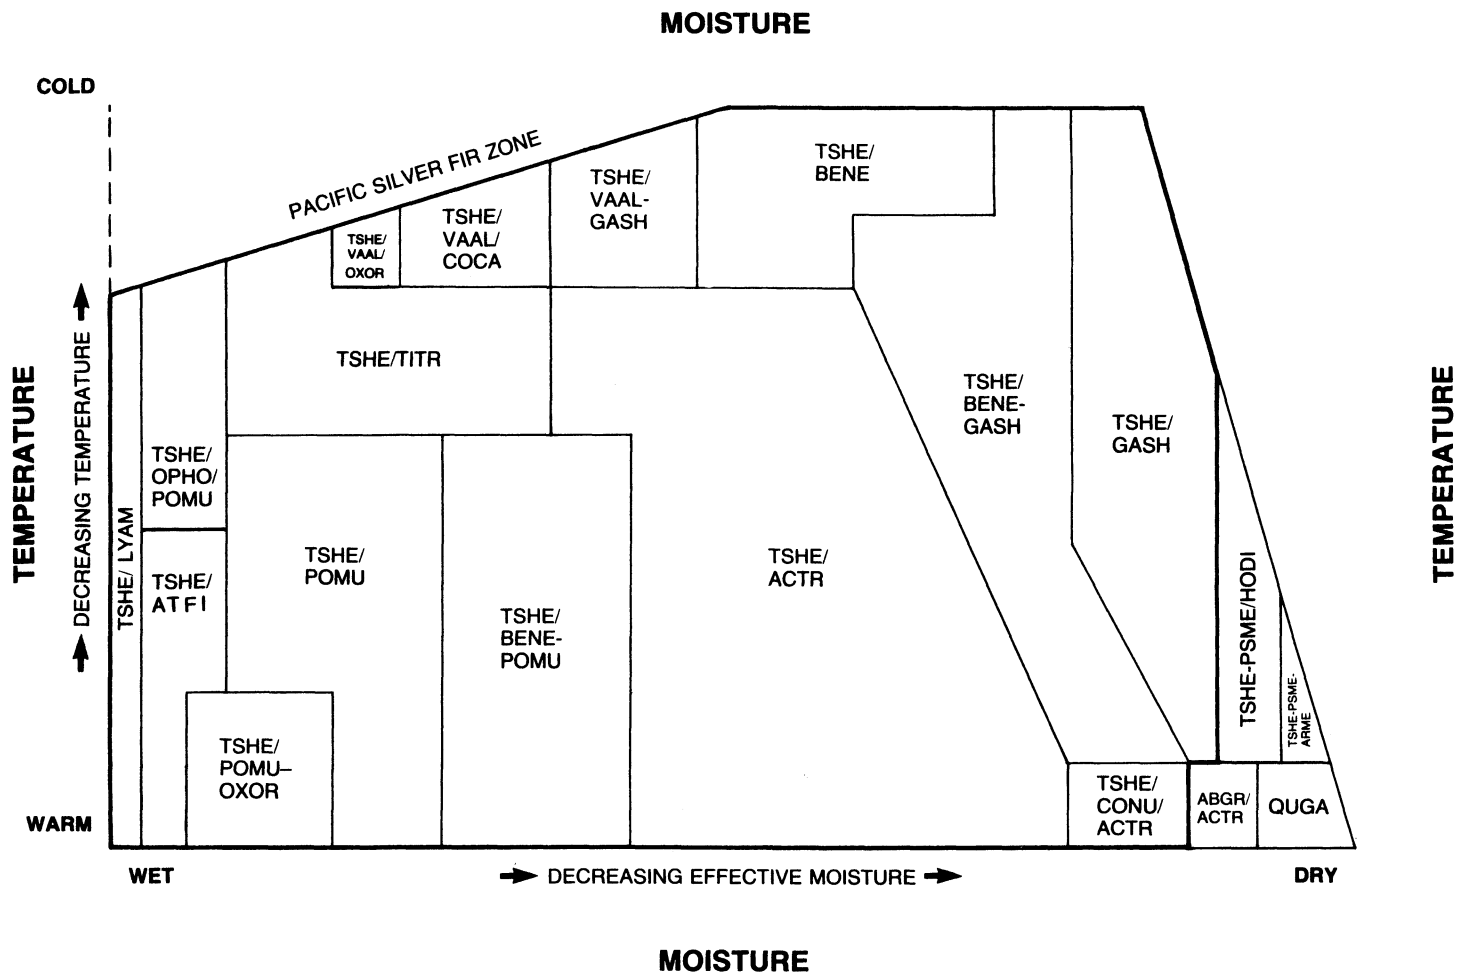 MOISTURE
COLD
PACIFIC SILVER FIR ZONE
TSHE/
BENE
TSHE/
VAAL-
GASH
TSHE/
VAAL/
COCA
TSHE/
VAAL/
OXOR
TSHE/TITR
TEMPERATURE
DECREASING TEMPERATURE
TSHE/ LYAM
TSHE/
OPHO/
POMU
TSHE/
ATFI
TSHE/
POMU
TSHE/
BENE-
POMU
TSHE/
ACTR
TSHE/
BENE-
GASH
TSHE/
GASH
TSHE-PSME/HODI
TSHE-PSME-
ARME
TEMPERATURE
TSHE/
POMU–
OXOR
TSHE/
CONU/
ACTR
ABGR/
ACTR
QUGA
WARM
WET
DECREASING EFFECTIVE MOISTURE
DRY
MOISTURE